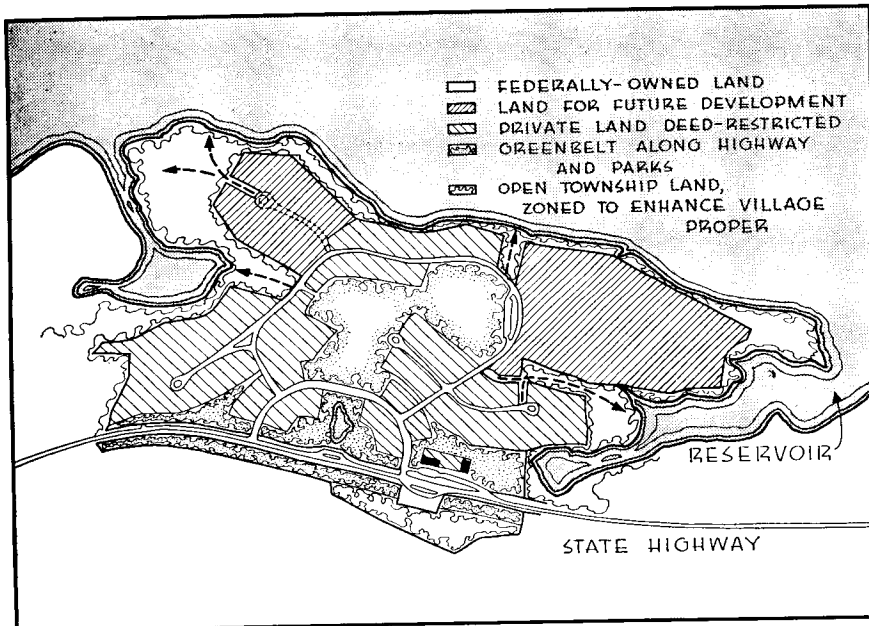 FEDERALLY-OWNED LAND
LAND FOR FUTURE DEVELOPMENT
PRIVATE LAND DEED-RESTRICTED
GREENBELT ALONG HIGHWAY
AND PARKS
OPEN TOWNSHIP LAND,
ZONED TO ENHANCE VILLAGE
PROPER
RESERVOIR
STATE HIGHWAY